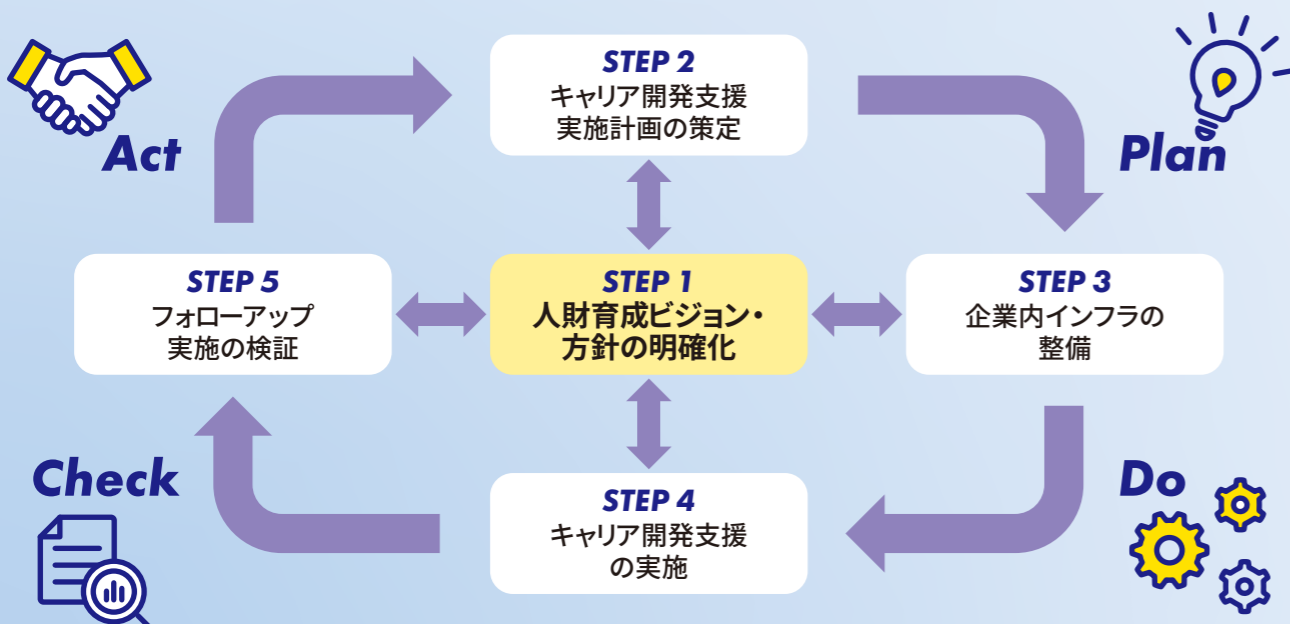 STEP 2
キャリア開発支援
実施計画の策定
Act
Plan
STEP 5
フォローアップ
実施の検証
STEP 1
人財育成ビジョン・
方針の明確化
STEP 3
企業内インフラの
整備
Check
Do
STEP 4
キャリア開発支援
の実施